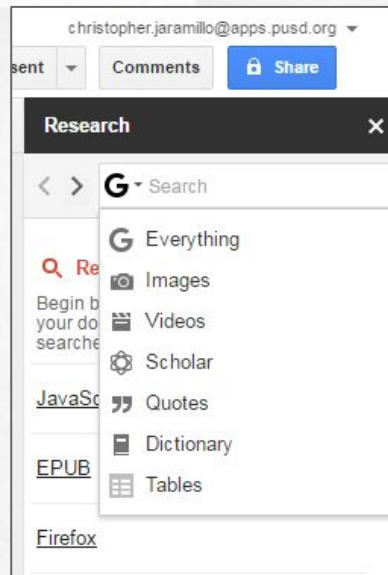 christopher.jaramillo@apps.pusd.org
sent Comments Share
Research
G Search
Everything
Images
Videos
Scholar
Quotes
Dictionary
Tables
Re
Begin b
your do
searche
JavaSc
EPUB
Firefox